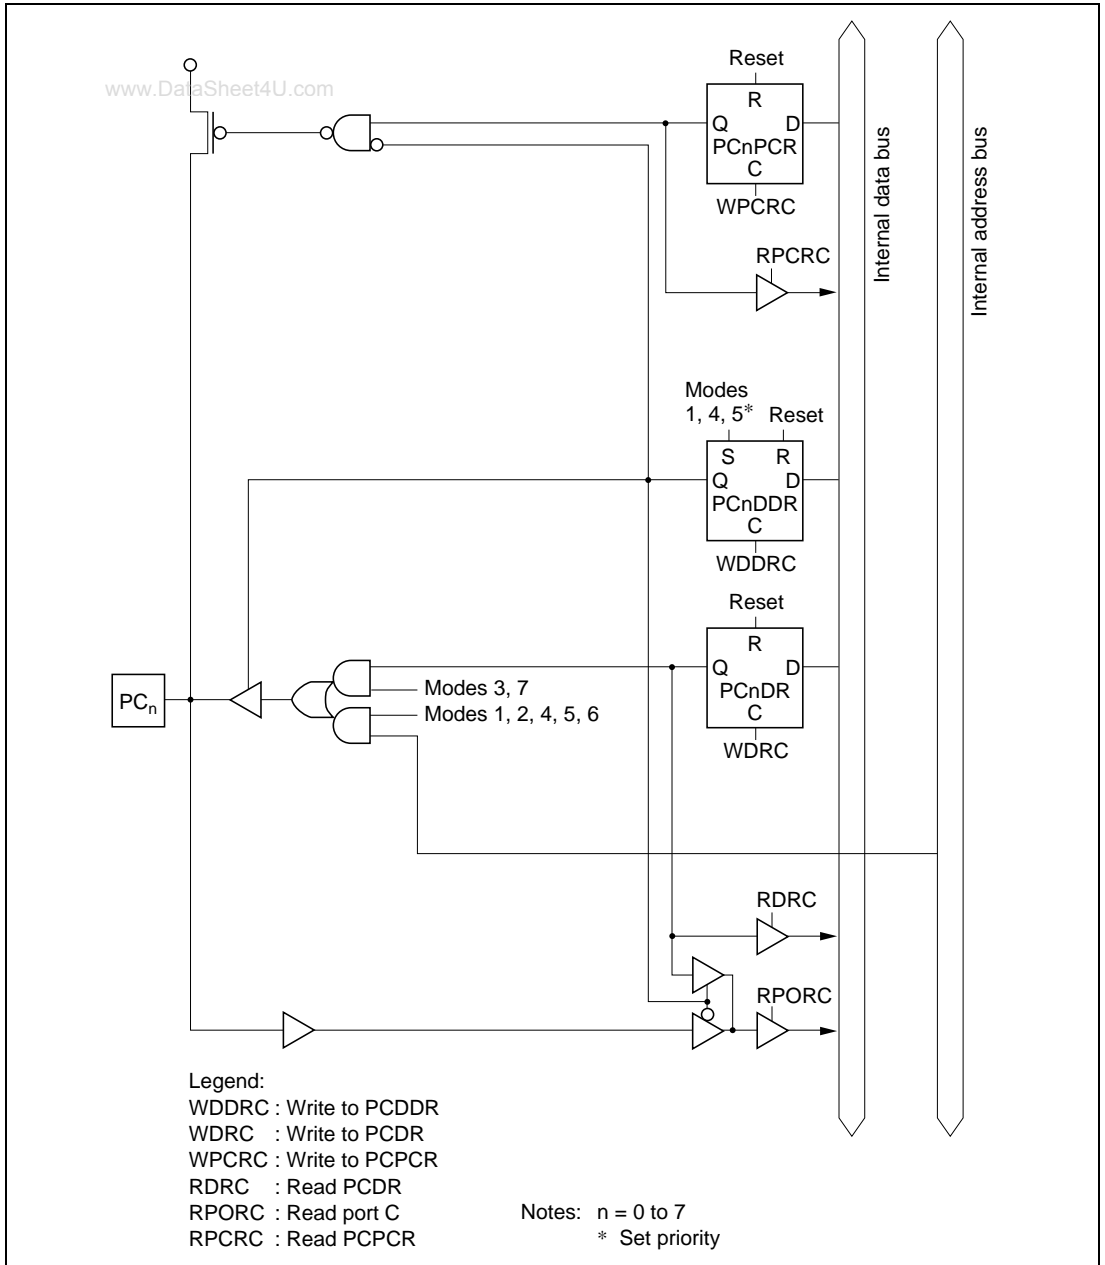 www.DataSheet4U.com
Reset
R
Q D
PCnPCR
C
WPCRC
RPCRC
Internal data bus
Internal address bus
Modes
1, 4, 5* Reset
S R
Q D
PCnDDR
C
WDDRC
Reset
R
Q D
PCnDR
C
WDRC
PCn
Modes 3, 7
Modes 1, 2, 4, 5, 6
RDRC
RPORC
Legend:
WDDRC : Write to PCDDR
WDRC : Write to PCDR
WPCRC : Write to PCPCR
RDRC : Read PCDR
RPORC : Read port C
RPCRC : Read PCPCR
Notes: n = 0 to 7
* Set priority